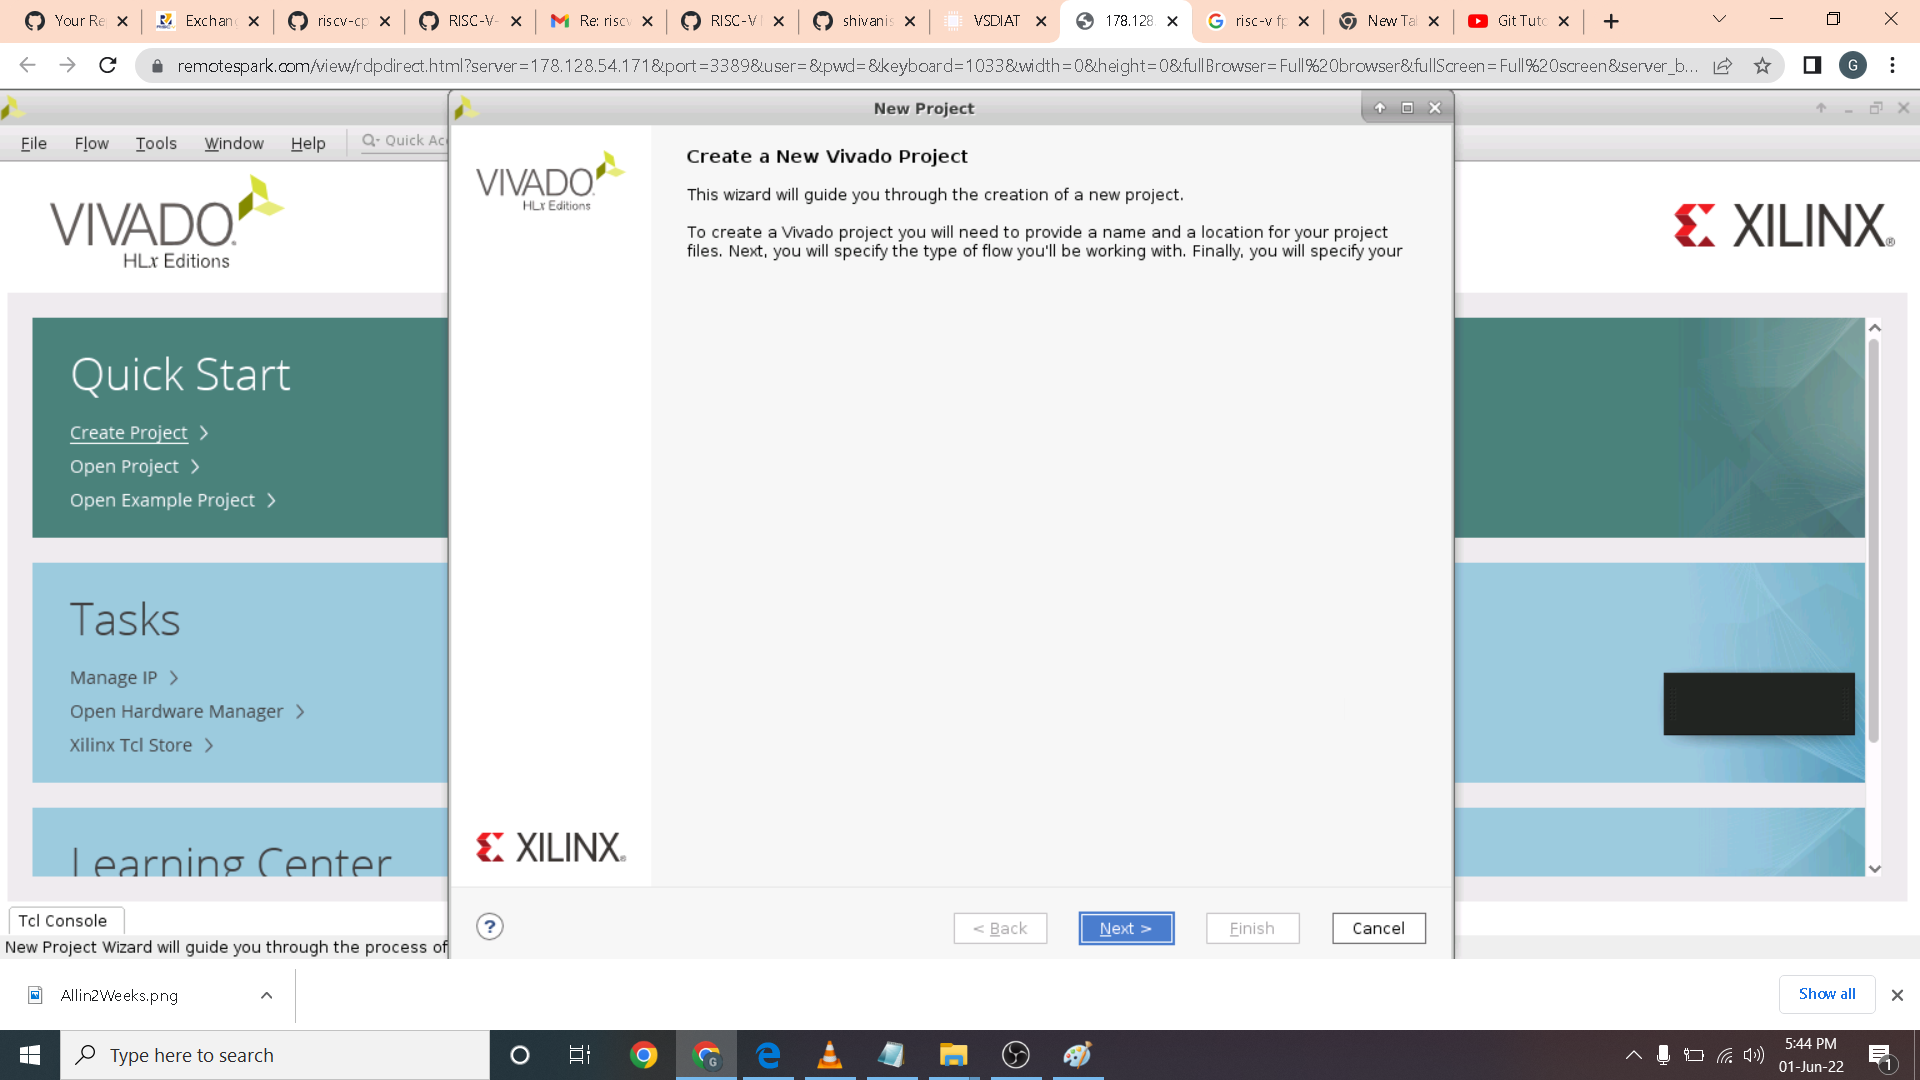 Your Re
Exchan
riscv-cp
RISC-V-
Re: riscv
RISC-V
shivanis
VSDIAT
178.128
risc-v fp
New Tal
Git Tuto
remotespark.com/view/rdpdirect.html?server=178.128.54.171&port=3389&user=&pwd=&keyboard=1033&width=0&height=0&fullBrowser=Full%20browser&fullScreen=Full%20screen&server_b...
G
New Project
File Flow Tools Window Help Quick Acc
VIVADO
HLx Editions
VIVADO
HLx Editions
Create a New Vivado Project
This wizard will guide you through the creation of a new project.
To create a Vivado project you will need to provide a name and a location for your project
files. Next, you will specify the type of flow you'll be working with. Finally, you will specify your
XILINX
Quick Start
Create Project
Open Project
Open Example Project
Tasks
Manage IP
Open Hardware Manager
Xilinx Tcl Store
Learning Center
XILINX
? < Back Next > Finish Cancel
Tcl Console
New Project Wizard will guide you through the process of
Allin2Weeks.png
Show all
Type here to search
G
5:44 PM
01-Jun-22
1